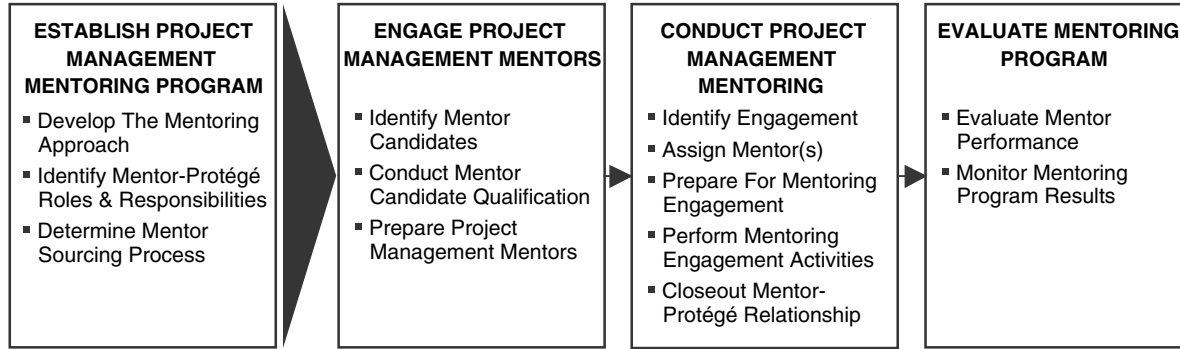 ESTABLISH PROJECT
MANAGEMENT
MENTORING PROGRAM
▪ Develop The Mentoring
Approach
▪ Identify Mentor-Protégé
Roles & Responsibilities
▪ Determine Mentor
Sourcing Process
ENGAGE PROJECT
MANAGEMENT MENTORS
▪ Identify Mentor
Candidates
▪ Conduct Mentor
Candidate Qualification
▪ Prepare Project
Management Mentors
CONDUCT PROJECT
MANAGEMENT
MENTORING
▪ Identify Engagement
▪ Assign Mentor(s)
▪ Prepare For Mentoring
Engagement
▪ Perform Mentoring
Engagement Activities
▪ Closeout Mentor-
Protégé Relationship
EVALUATE MENTORING
PROGRAM
▪ Evaluate Mentor
Performance
▪ Monitor Mentoring
Program Results